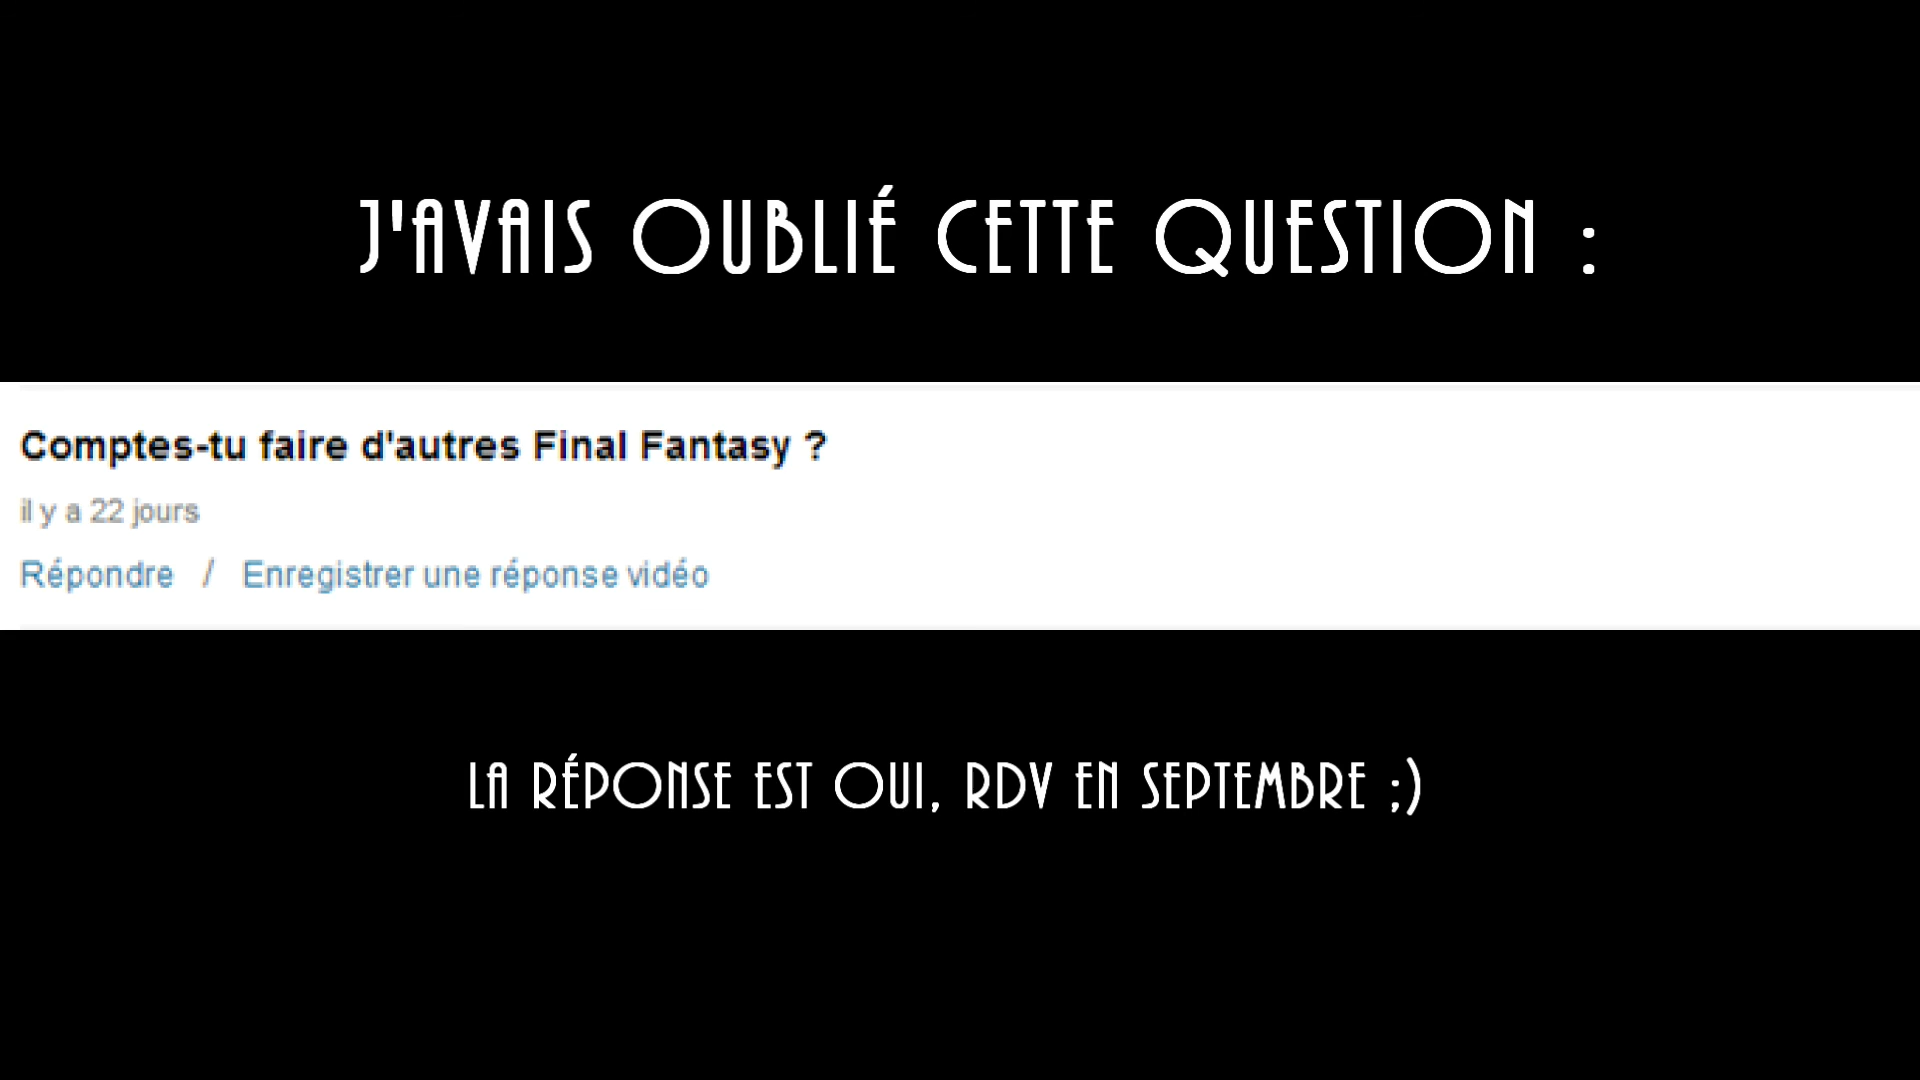 J'AVAIS OUBLIÉ CETTE QUESTION :
Comptes-tu faire d'autres Final Fantasy ?
il y a 22 jours
Répondre / Enregistrer une réponse vidéo
LA RÉPONSE EST OUI, RDV EN SEPTEMBRE ;)